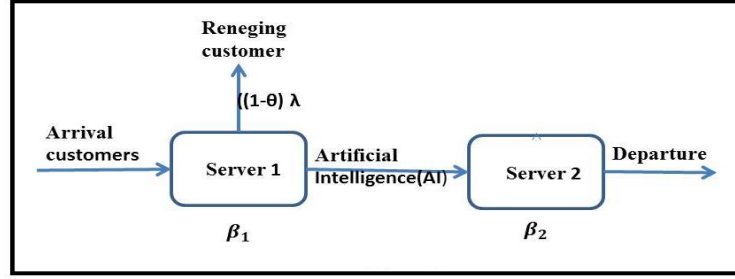 Reneging
customer
((1-θ) λ
Arrival
customers
Server 1
Artificial
Intelligence(AI)
Server 2
Departure
β₁
β₂